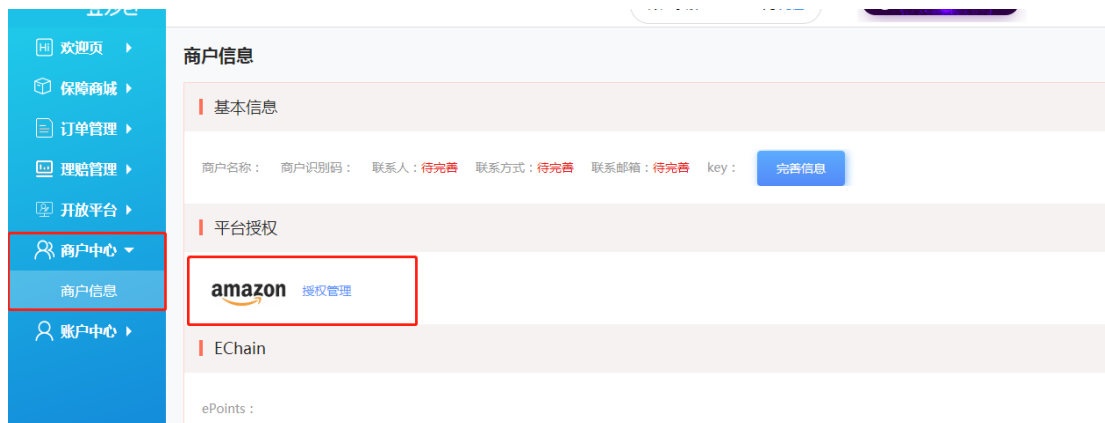 欢迎页
保障商城
订单管理
理赔管理
开放平台
商户中心
商户信息
账户中心
商户信息
基本信息
商户名称： 商户识别码： 联系人：待完善 联系方式：待完善 联系邮箱：待完善 key： 完善信息
平台授权
amazon 授权管理
EChain
ePoints：